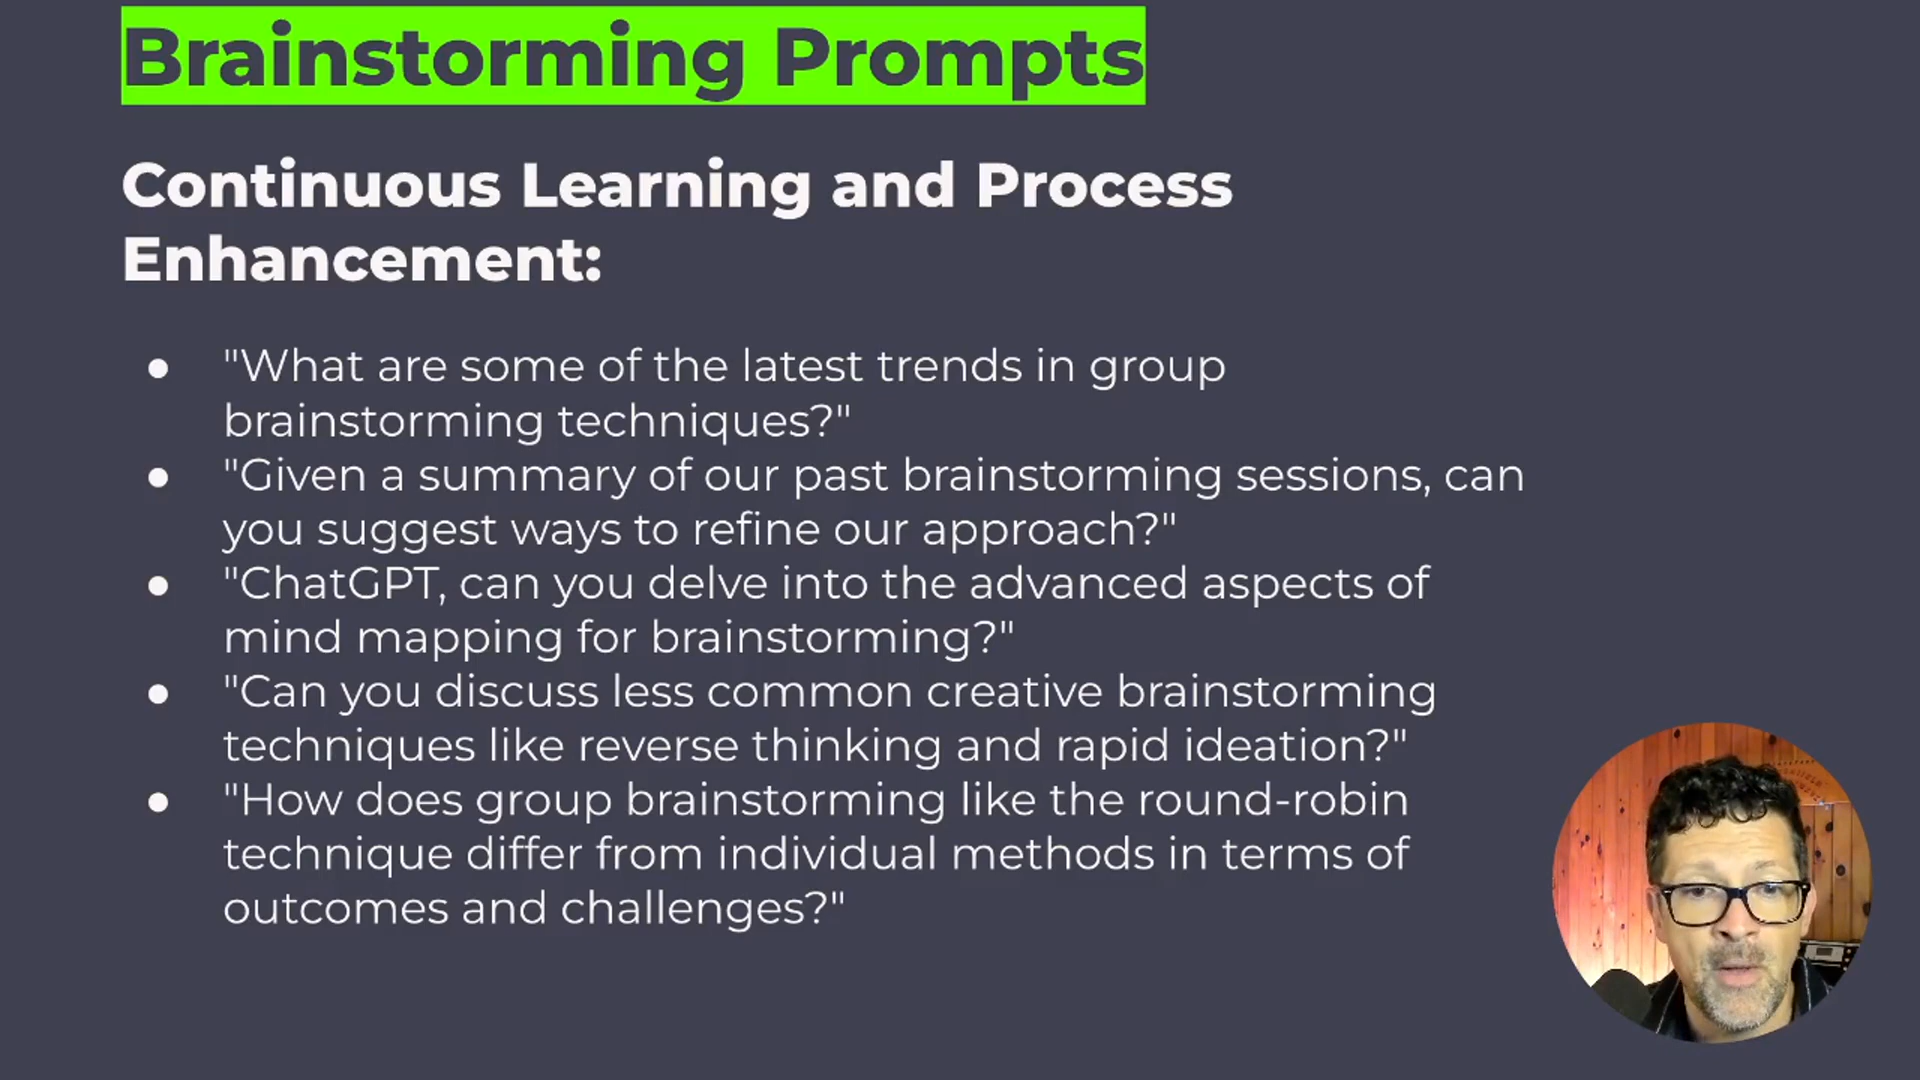 Brainstorming Prompts
Continuous Learning and Process
Enhancement:
● "What are some of the latest trends in group
brainstorming techniques?"
● "Given a summary of our past brainstorming sessions, can
you suggest ways to refine our approach?"
● "ChatGPT, can you delve into the advanced aspects of
mind mapping for brainstorming?"
● "Can you discuss less common creative brainstorming
techniques like reverse thinking and rapid ideation?"
● "How does group brainstorming like the round-robin
technique differ from individual methods in terms of
outcomes and challenges?"